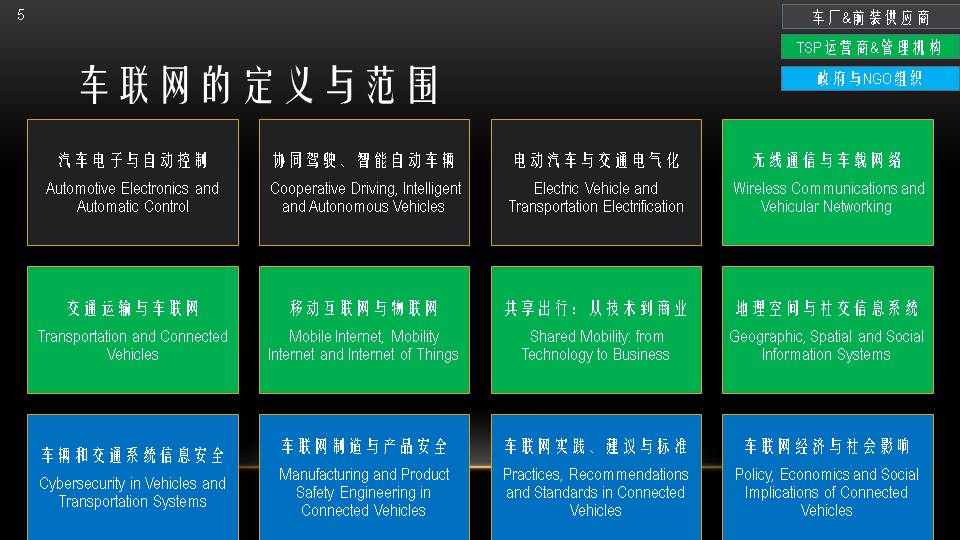 5
车厂&前装供应商
TSP运营商&管理机构
政府与NGO组织
车联网的定义与范围
汽车电子与自动控制
Automotive Electronics and
Automatic Control
协同驾驶、智能自动车辆
Cooperative Driving, Intelligent
and Autonomous Vehicles
电动汽车与交通电气化
Electric Vehicle and
Transportation Electrification
无线通信与车载网络
Wireless Communications and
Vehicular Networking
交通运输与车联网
Transportation and Connected
Vehicles
移动互联网与物联网
Mobile Internet, Mobility
Internet and Internet of Things
共享出行：从技术到商业
Shared Mobility: from
Technology to Business
地理空间与社交信息系统
Geographic, Spatial and Social
Information Systems
车辆和交通系统信息安全
Cybersecurity in Vehicles and
Transportation Systems
车联网制造与产品安全
Manufacturing and Product
Safety Engineering in
Connected Vehicles
车联网实践、建议与标准
Practices, Recommendations
and Standards in Connected
Vehicles
车联网经济与社会影响
Policy, Economics and Social
Implications of Connected
Vehicles